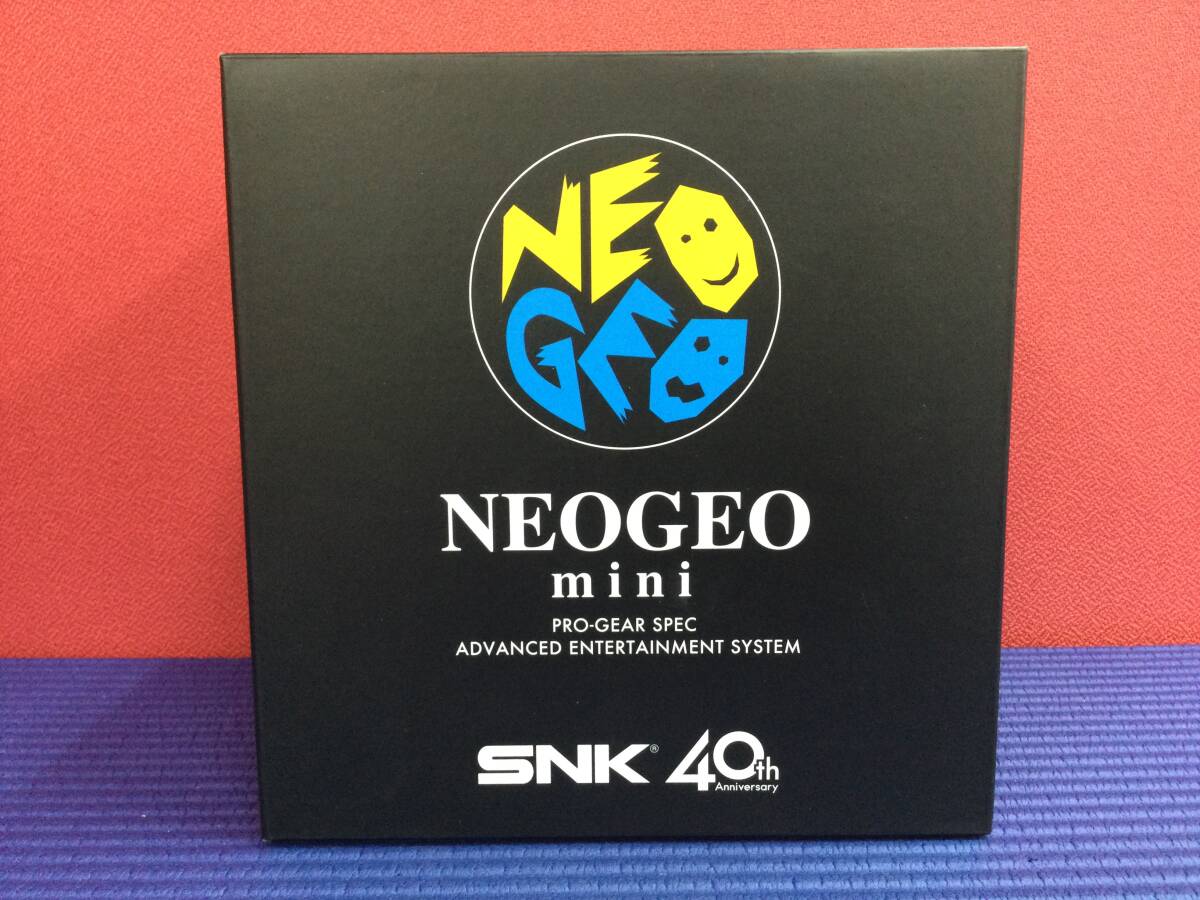 NEO
GEO
NEOGEO
mini
PRO-GEAR SPEC
ADVANCED ENTERTAINMENT SYSTEM
SNK® 40th
Anniversary